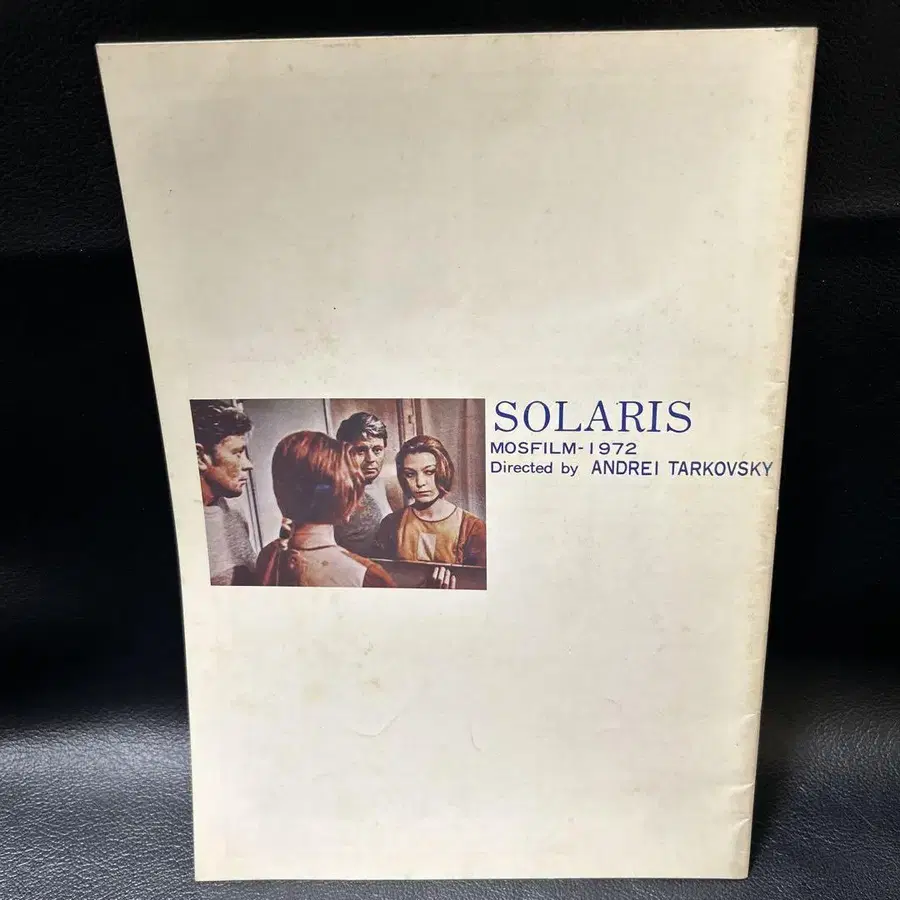 SOLARIS
MOSFILM-1972
Directed by ANDREI TARKOVSKY